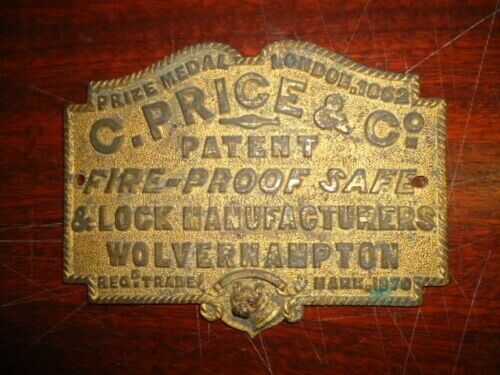 PRIZE MEDAL LONDON.1862
C. PRICE & Co.
PATENT
FIRE-PROOF SAFE
& LOCK MANUFACTURERS
WOLVERHAMPTON
REGD. TRADE MARK.1870